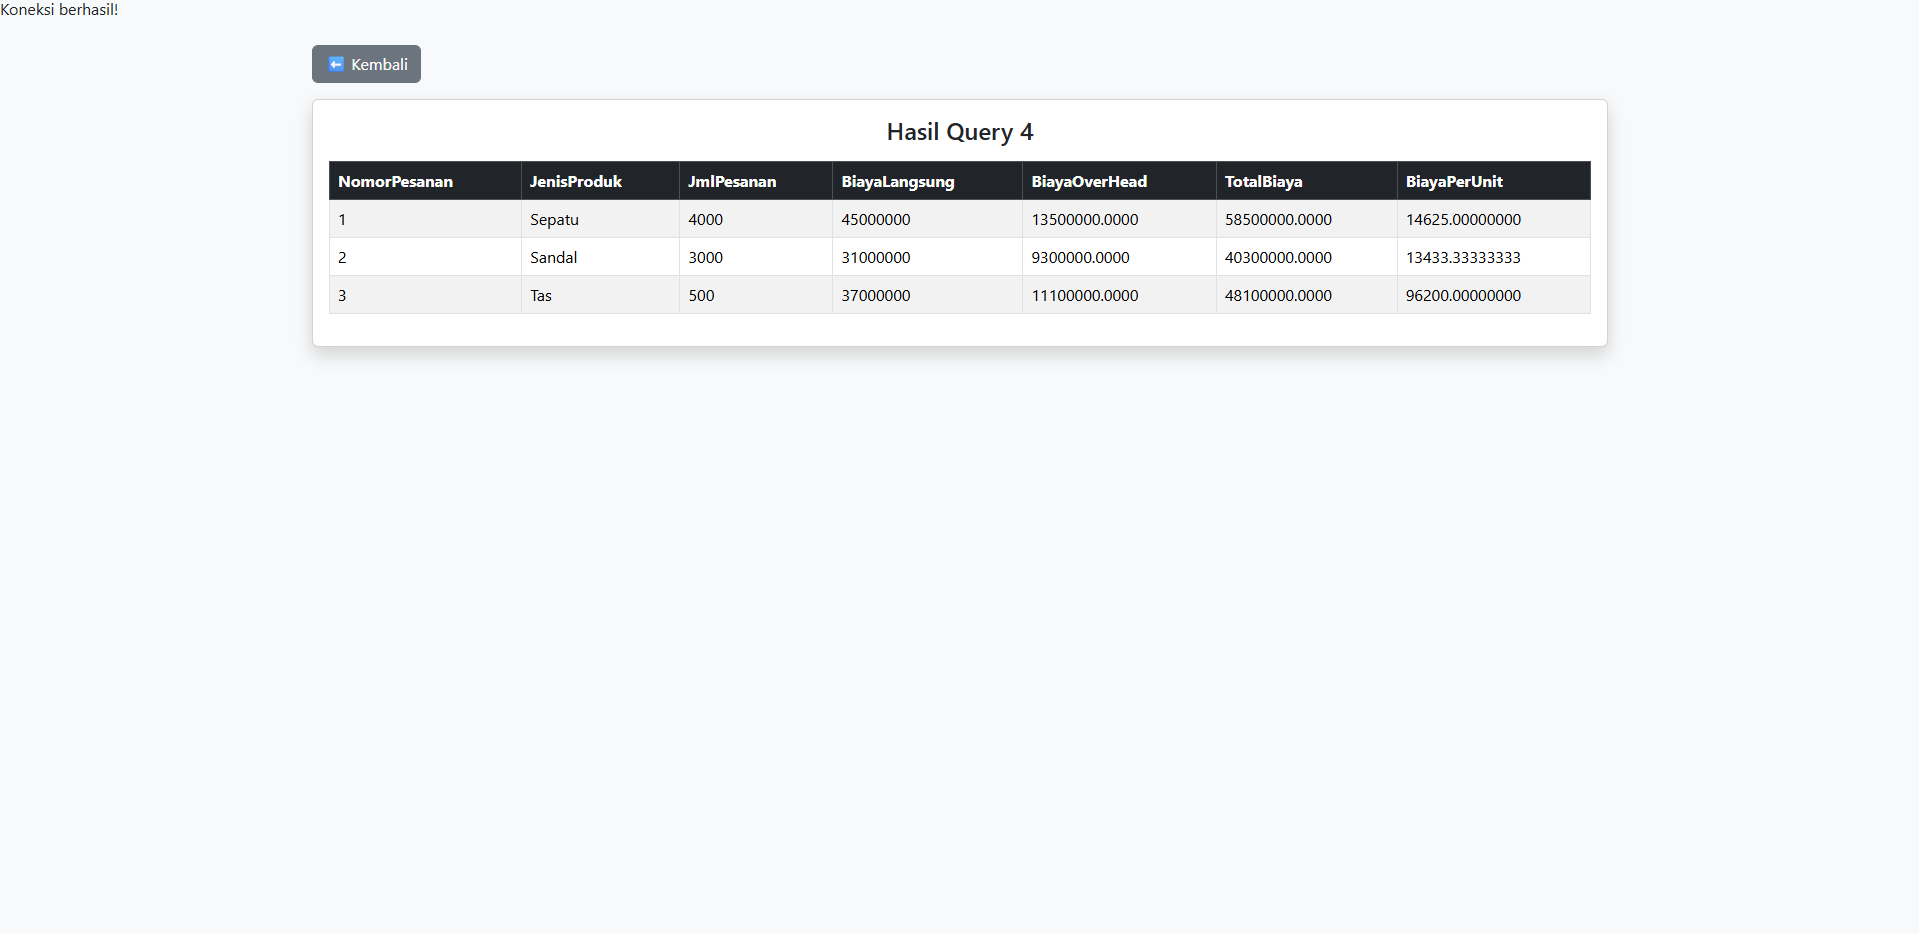 Koneksi berhasil!
⬅ Kembali
Hasil Query 4
NomorPesanan JenisProduk JmlPesanan BiayaLangsung BiayaOverHead TotalBiaya BiayaPerUnit
1 Sepatu 4000 45000000 13500000.0000 58500000.0000 14625.00000000
2 Sandal 3000 31000000 9300000.0000 40300000.0000 13433.33333333
3 Tas 500 37000000 11100000.0000 48100000.0000 96200.00000000